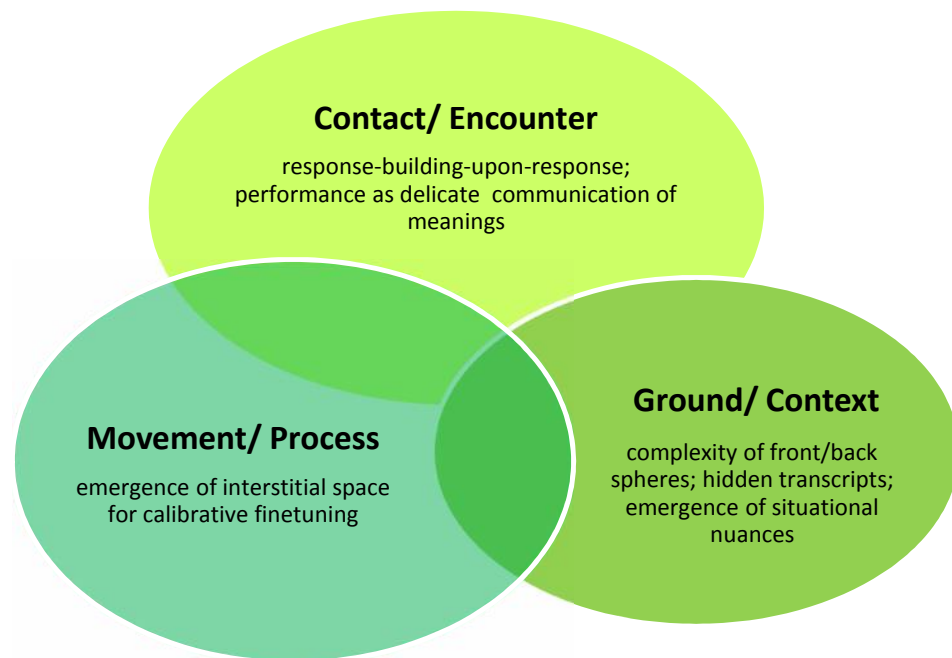 Contact/ Encounter
response-building-upon-response;
performance as delicate  communication of
meanings
Movement/ Process
emergence of interstitial space
for calibrative finetuning
Ground/ Context
complexity of front/back
spheres; hidden transcripts;
emergence of situational
nuances